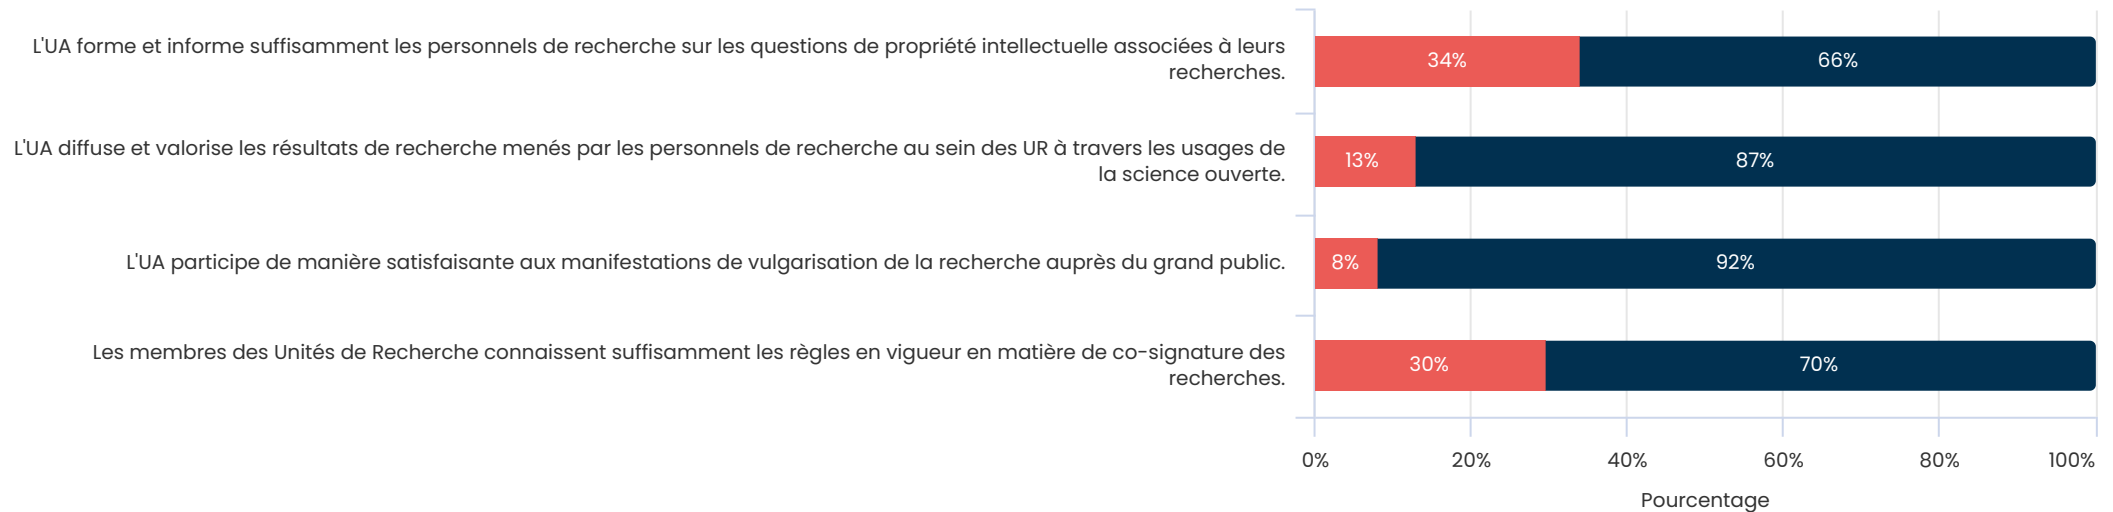 L'UA forme et informe suffisamment les personnels de recherche sur les questions de propriété intellectuelle associées à leurs
recherches.
34%
66%
L'UA diffuse et valorise les résultats de recherche menés par les personnels de recherche au sein des UR à travers les usages de
la science ouverte.
13%
87%
L'UA participe de manière satisfaisante aux manifestations de vulgarisation de la recherche auprès du grand public.
8%
92%
Les membres des Unités de Recherche connaissent suffisamment les règles en vigueur en matière de co-signature des
recherches.
30%
70%
0% 20% 40% 60% 80% 100%
Pourcentage